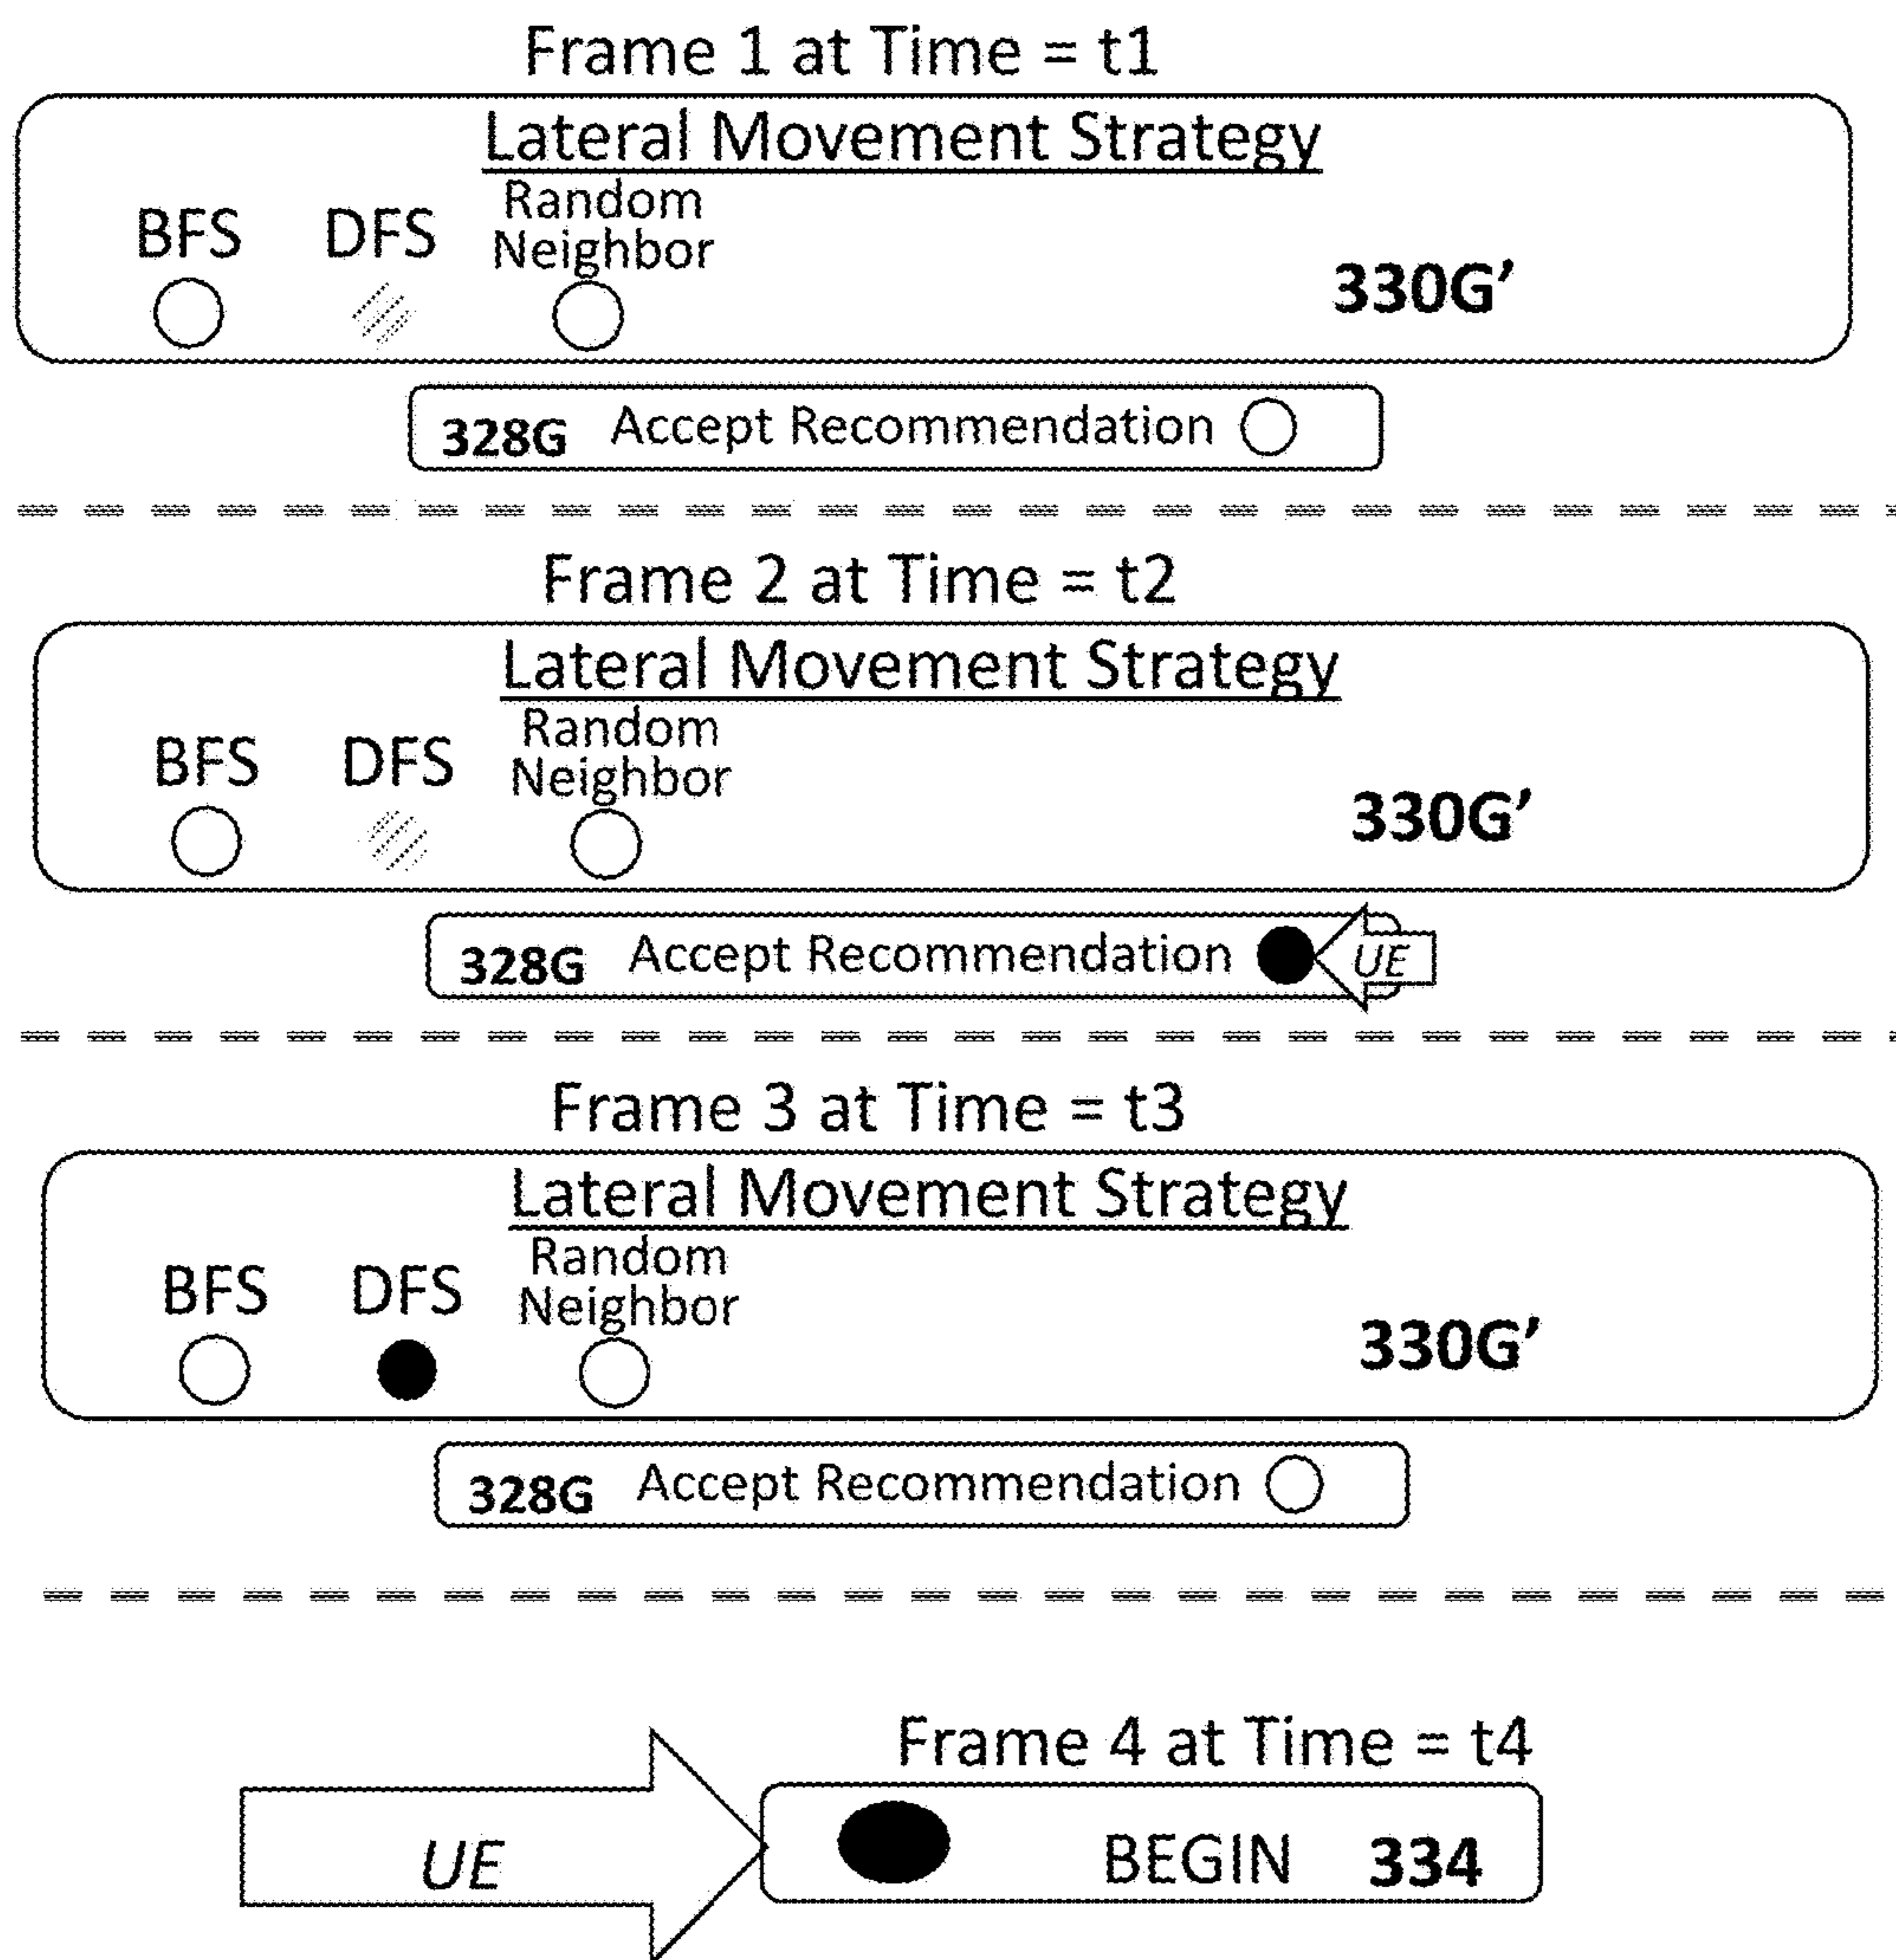 Frame 1 at Time = t1
Lateral Movement Strategy
BFS DFS Random Neighbor
330G’
328G Accept Recommendation
Frame 2 at Time = t2
Lateral Movement Strategy
BFS DFS Random Neighbor
330G’
328G Accept Recommendation UE
Frame 3 at Time = t3
Lateral Movement Strategy
BFS DFS Random Neighbor
330G’
328G Accept Recommendation
Frame 4 at Time = t4
UE BEGIN 334